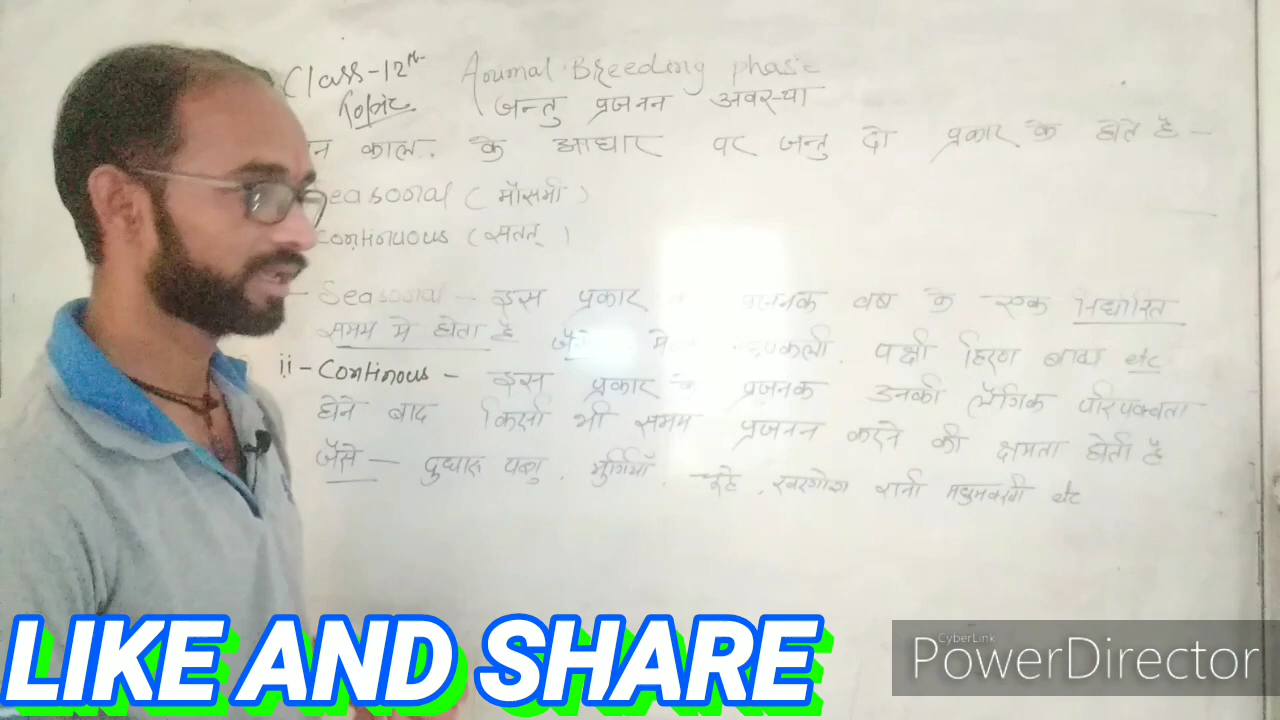 Class-12th Animal Breeding phase
Topic (जन्तु प्रजनन अवस्था
न काल. के आधार पर जन्तु दो प्रकार के होते है -
Seasonal (मौसमी)
Continuous (सतत्)
- Seasonal - इस प्रकार के प्रजनक वर्ष के एक निर्धारित
समय मे होता है जैसे मेढक छिपकली. पक्षी हिरण बाघ etc
ii- Continous - इस प्रकार के प्रजनक उनकी लैंगिक परिपक्वता
होने बाद किसी भी समय प्रजनन करने की क्षमता होती है
जैसे - दुधारू पशु. मुर्गियाँ. चूहे, खरगोश रानी मधुमक्खी etc
LIKE AND SHARE
CyberLink
PowerDirector